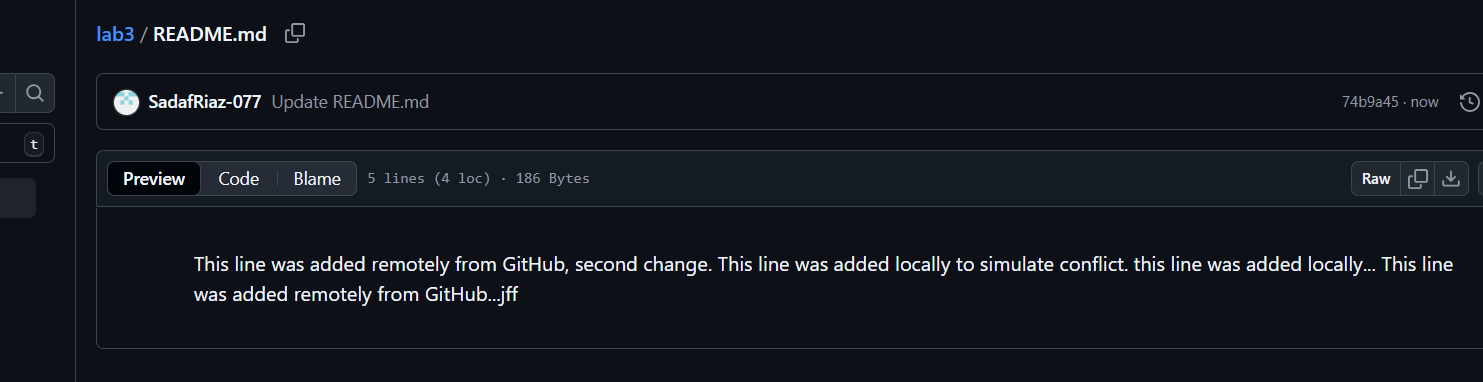 lab3 / README.md
t
SadafRiaz-077 Update README.md 74b9a45 · now
Preview Code Blame 5 lines (4 loc) · 186 Bytes Raw
This line was added remotely from GitHub, second change. This line was added locally to simulate conflict. this line was added locally... This line
was added remotely from GitHub...jff